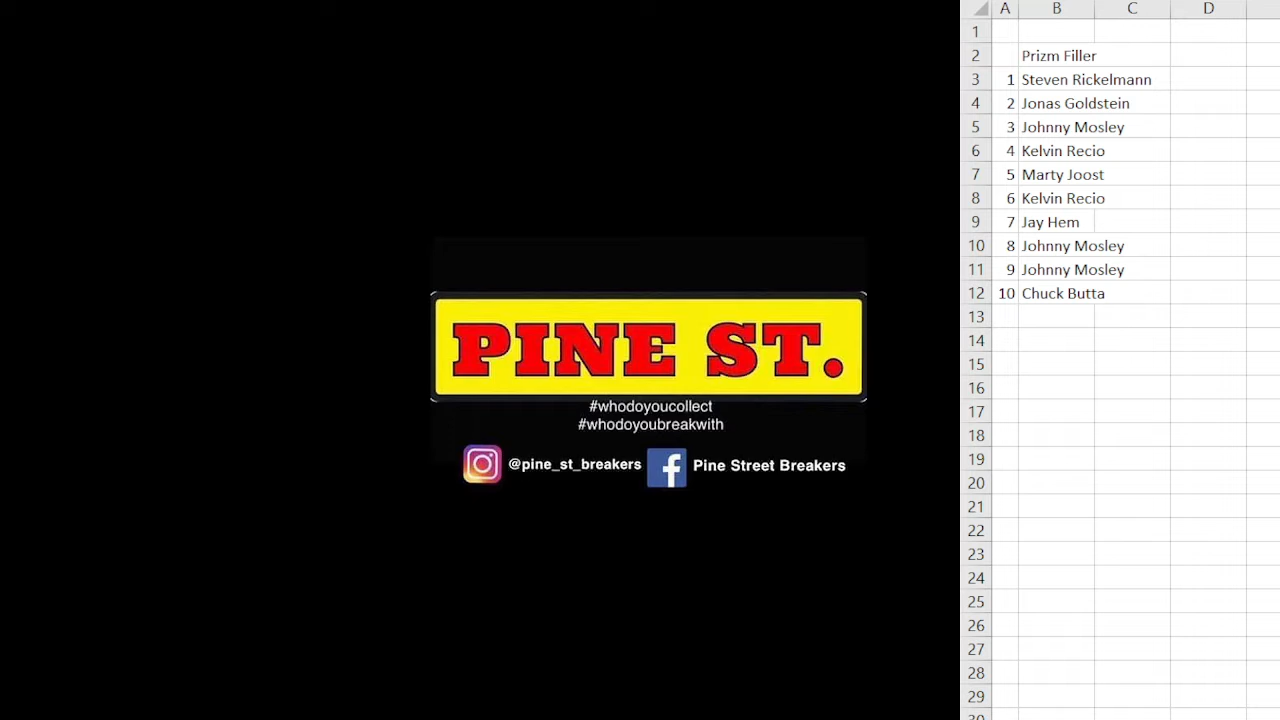 PINE ST.
#whodoyoucollect
#whodoyoubreakwith
@pine_st_breakers
Pine Street Breakers
A B C D
1
2 Prizm Filler
3 1 Steven Rickelmann
4 2 Jonas Goldstein
5 3 Johnny Mosley
6 4 Kelvin Recio
7 5 Marty Joost
8 6 Kelvin Recio
9 7 Jay Hem
10 8 Johnny Mosley
11 9 Johnny Mosley
12 10 Chuck Butta
13
14
15
16
17
18
19
20
21
22
23
24
25
26
27
28
29